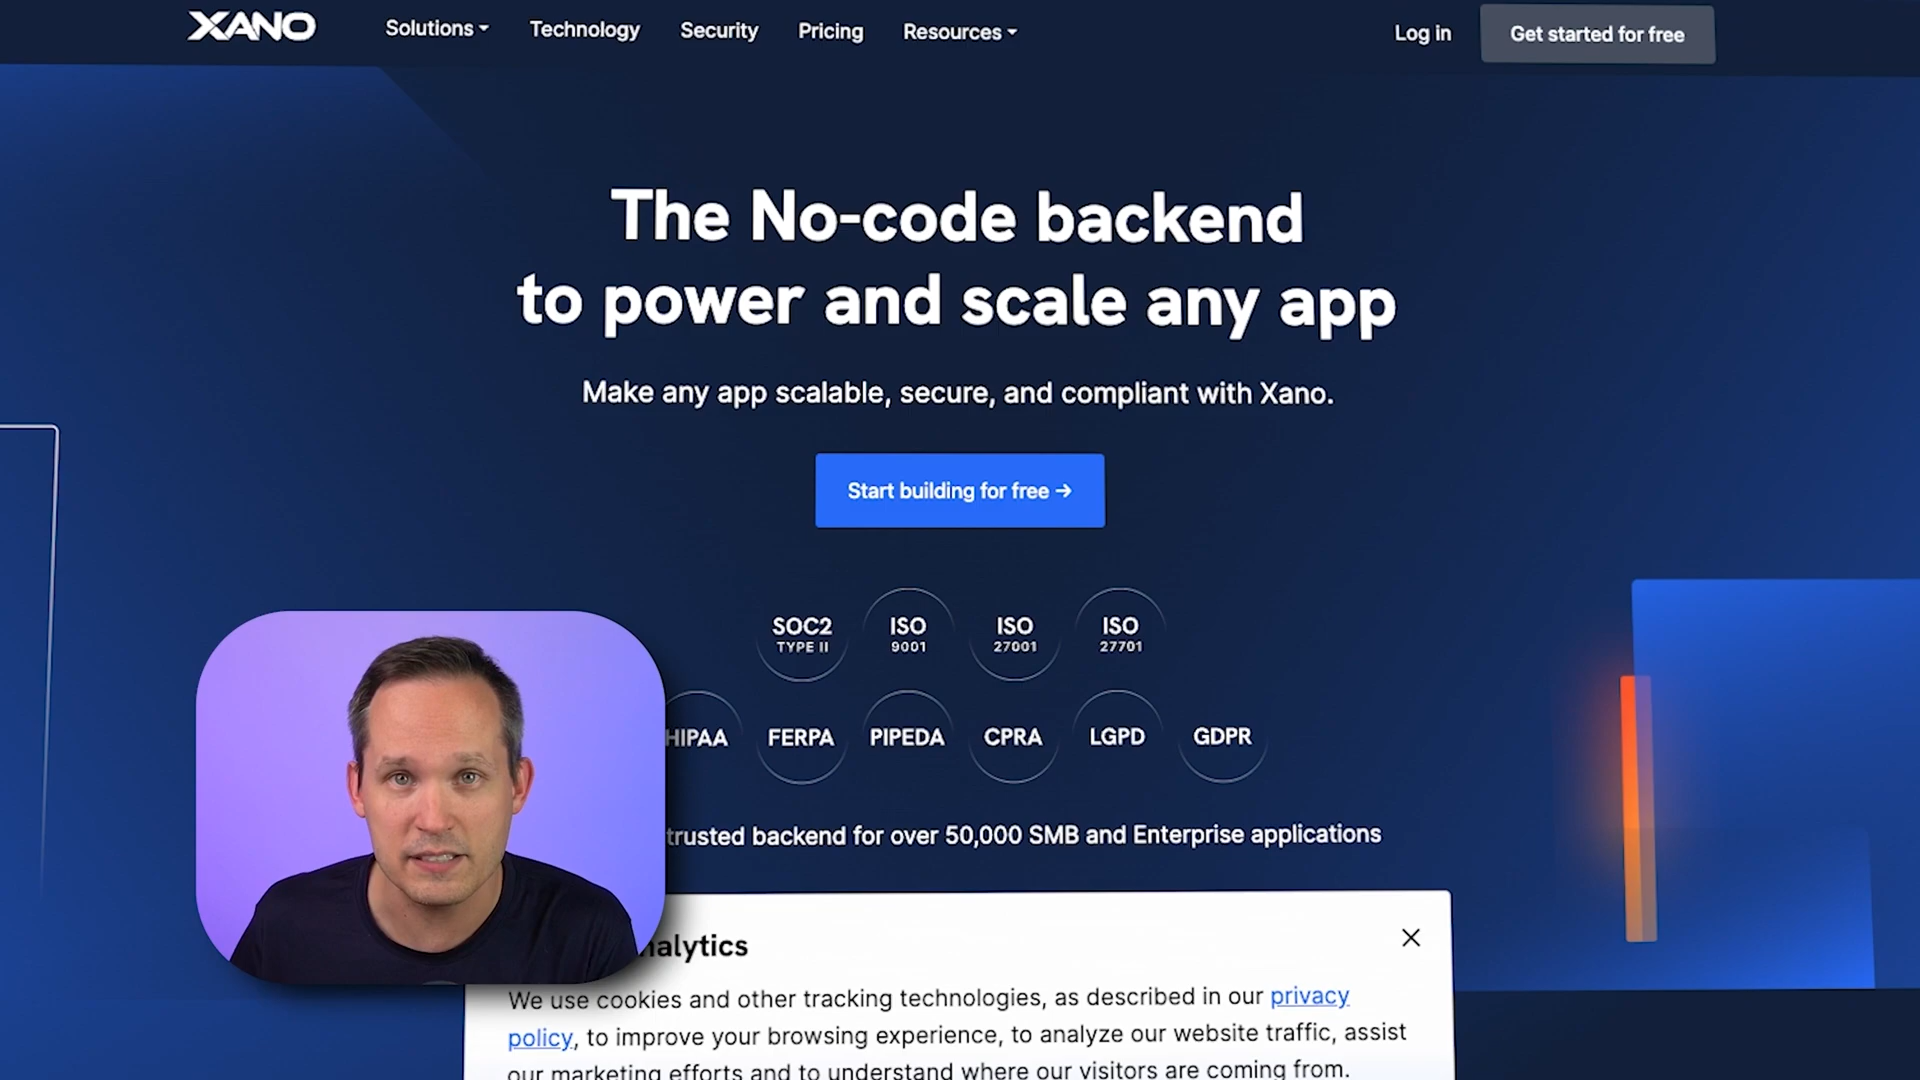 XANO
Solutions
Technology
Security
Pricing
Resources
Log in
Get started for free
The No-code backend
to power and scale any app
Make any app scalable, secure, and compliant with Xano.
Start building for free →
SOC2
TYPE II
ISO
9001
ISO
27001
ISO
27701
HIPAA
FERPA
PIPEDA
CPRA
LGPD
GDPR
trusted backend for over 50,000 SMB and Enterprise applications
We use cookies and other tracking technologies, as described in our privacy
policy, to improve your browsing experience, to analyze our website traffic, assist
our marketing efforts and to understand where our visitors are coming from.